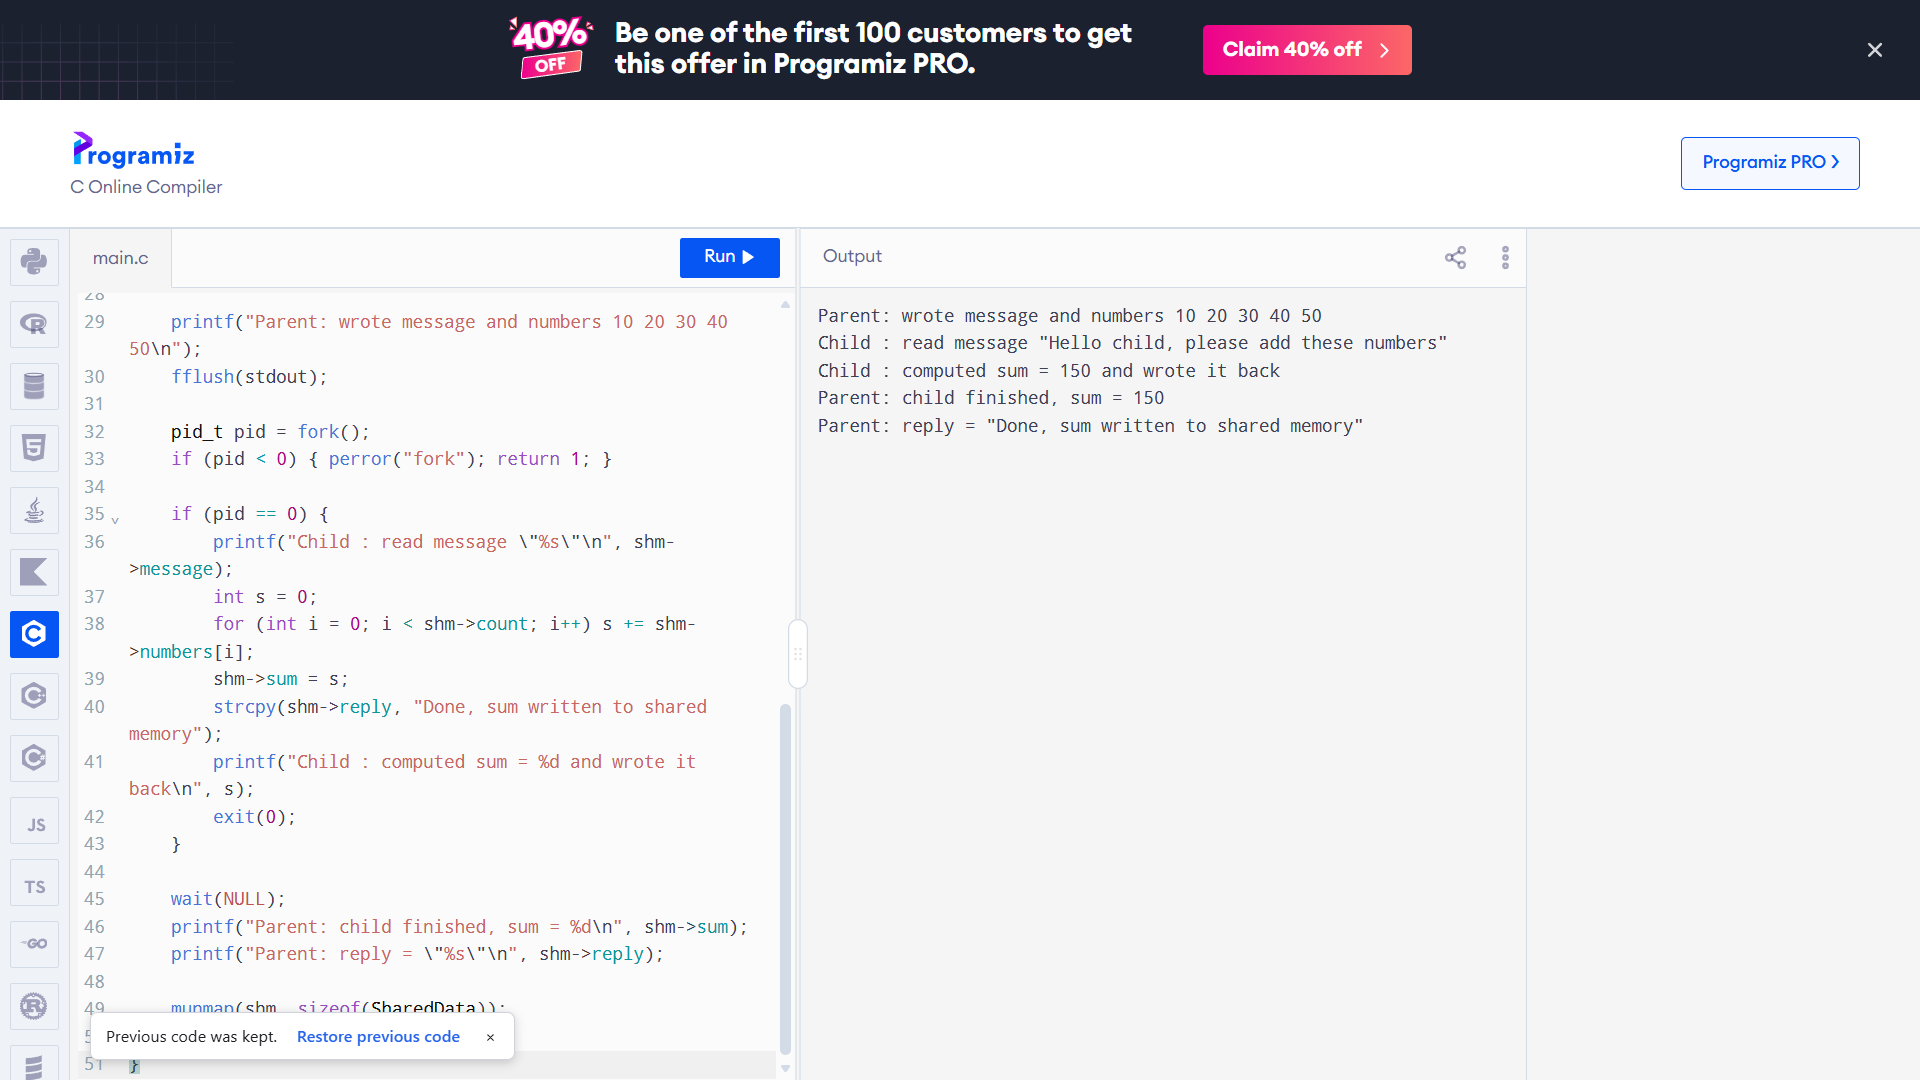 40%
OFF
Be one of the first 100 customers to get
this offer in Programiz PRO.
Claim 40% off
Programiz
C Online Compiler
Programiz PRO
main.c
Run
Output
28
29     printf("Parent: wrote message and numbers 10 20 30 40
50\n");
30     fflush(stdout);
31
32     pid_t pid = fork();
33     if (pid < 0) { perror("fork"); return 1; }
34
35     if (pid == 0) {
36         printf("Child : read message \"%s\"\n", shm-
>message);
37         int s = 0;
38         for (int i = 0; i < shm->count; i++) s += shm-
>numbers[i];
39         shm->sum = s;
40         strcpy(shm->reply, "Done, sum written to shared
memory");
41         printf("Child : computed sum = %d and wrote it
back\n", s);
42         exit(0);
43     }
44
45     wait(NULL);
46     printf("Parent: child finished, sum = %d\n", shm->sum);
47     printf("Parent: reply = \"%s\"\n", shm->reply);
48
49     munmap(shm, sizeof(SharedData));
51 }
Previous code was kept. Restore previous code ×
Parent: wrote message and numbers 10 20 30 40 50
Child : read message "Hello child, please add these numbers"
Child : computed sum = 150 and wrote it back
Parent: child finished, sum = 150
Parent: reply = "Done, sum written to shared memory"
R
5
C
C
C
JS
TS
GO
R